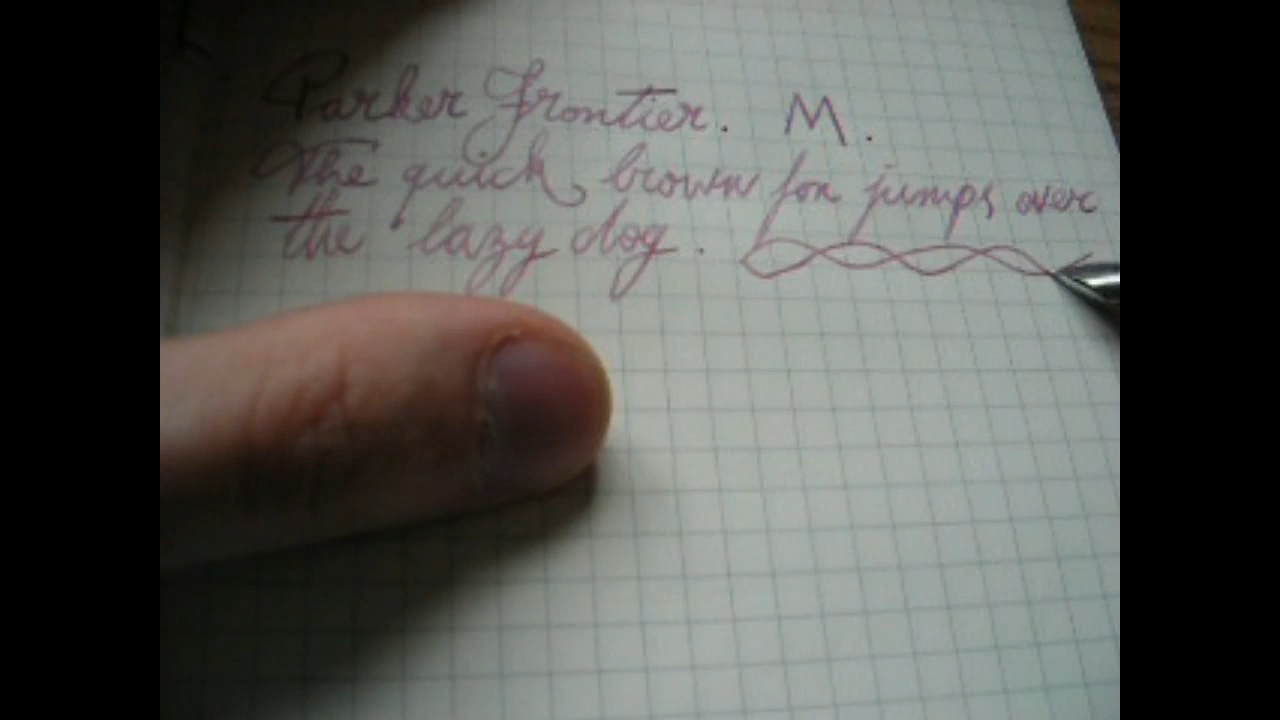 Parker Frontier. M.
The quick brown fox jumps over
the lazy dog.